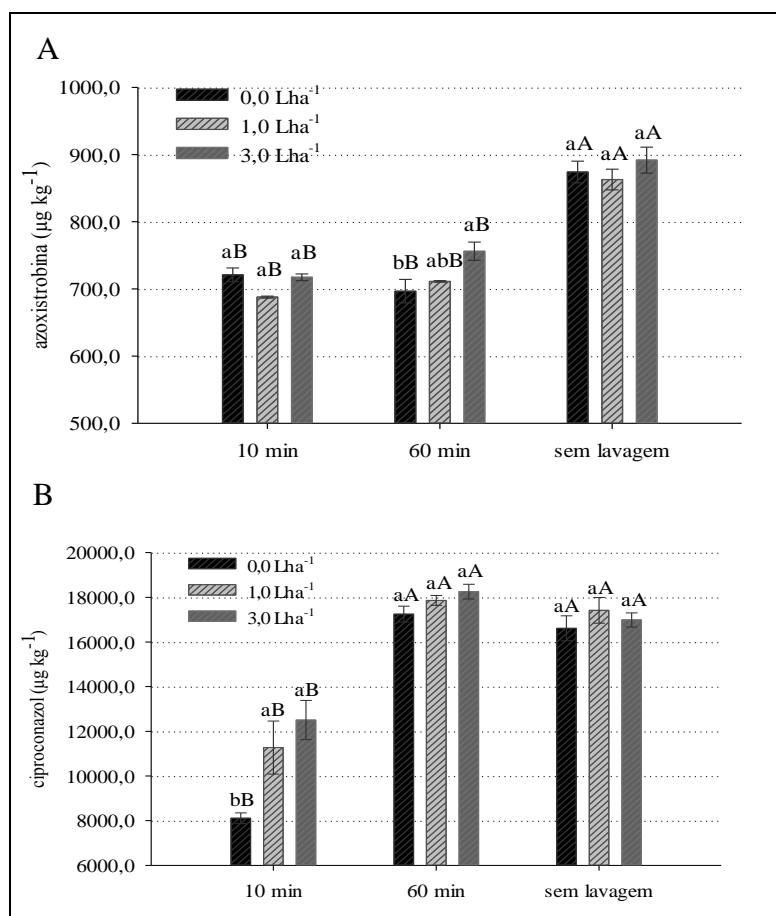 A
1000,0
900,0
800,0
700,0
600,0
500,0
azoxistrobina (µg kg-1)
0,0 Lha-1
1,0 Lha-1
3,0 Lha-1
aB
aB
aB
bB
abB
aB
aA
aA
aA
10 min
60 min
sem lavagem
B
20000,0
18000,0
16000,0
14000,0
12000,0
10000,0
8000,0
6000,0
ciproconazol (µg kg-1)
0,0 Lha-1
1,0 Lha-1
3,0 Lha-1
bB
aB
aB
aA
aA
aA
aA
aA
aA
10 min
60 min
sem lavagem